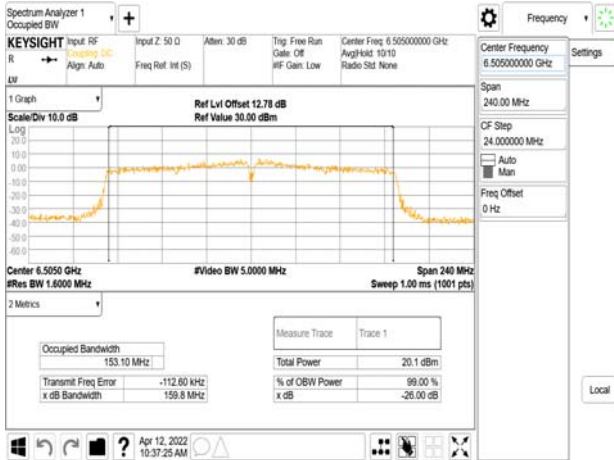 Spectrum Analyzer 1
Occupied BW
Frequency
KEYSIGHT
Input: RF
Coupling: DC
Align: Auto
Input Z: 50 Ω
Freq Ref: Int (S)
Atten: 30 dB
Trig: Free Run
Gate: Off
#IF Gain: Low
Center Freq: 6.505000000 GHz
Avg|Hold: 10/10
Radio Std: None
R
LXI
Center Frequency
6.505000000 GHz
Settings
Span
240.00 MHz
CF Step
24.000000 MHz
Auto
Man
Freq Offset
0 Hz
Local
1 Graph
Scale/Div 10.0 dB
Ref Lvl Offset 12.78 dB
Ref Value 30.00 dBm
Log
20.0
10.0
0.00
-10.0
-20.0
-30.0
-40.0
-50.0
-60.0
Center 6.5050 GHz
#Video BW 5.0000 MHz
Span 240 MHz
#Res BW 1.6000 MHz
Sweep 1.00 ms (1001 pts)
2 Metrics
Measure Trace
Trace 1
Occupied Bandwidth
153.10 MHz
Total Power
20.1 dBm
Transmit Freq Error
-112.60 kHz
% of OBW Power
99.00 %
x dB Bandwidth
159.8 MHz
x dB
-26.00 dB
?
Apr 12, 2022
10:37:25 AM